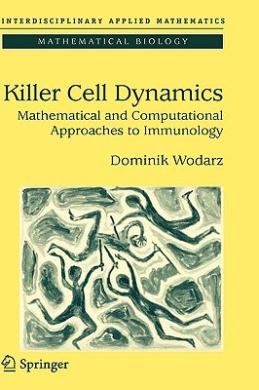 INTERDISCIPLINARY APPLIED MATHEMATICS
MATHEMATICAL BIOLOGY
Killer Cell Dynamics
Mathematical and Computational
Approaches to Immunology
Dominik Wodarz
Springer